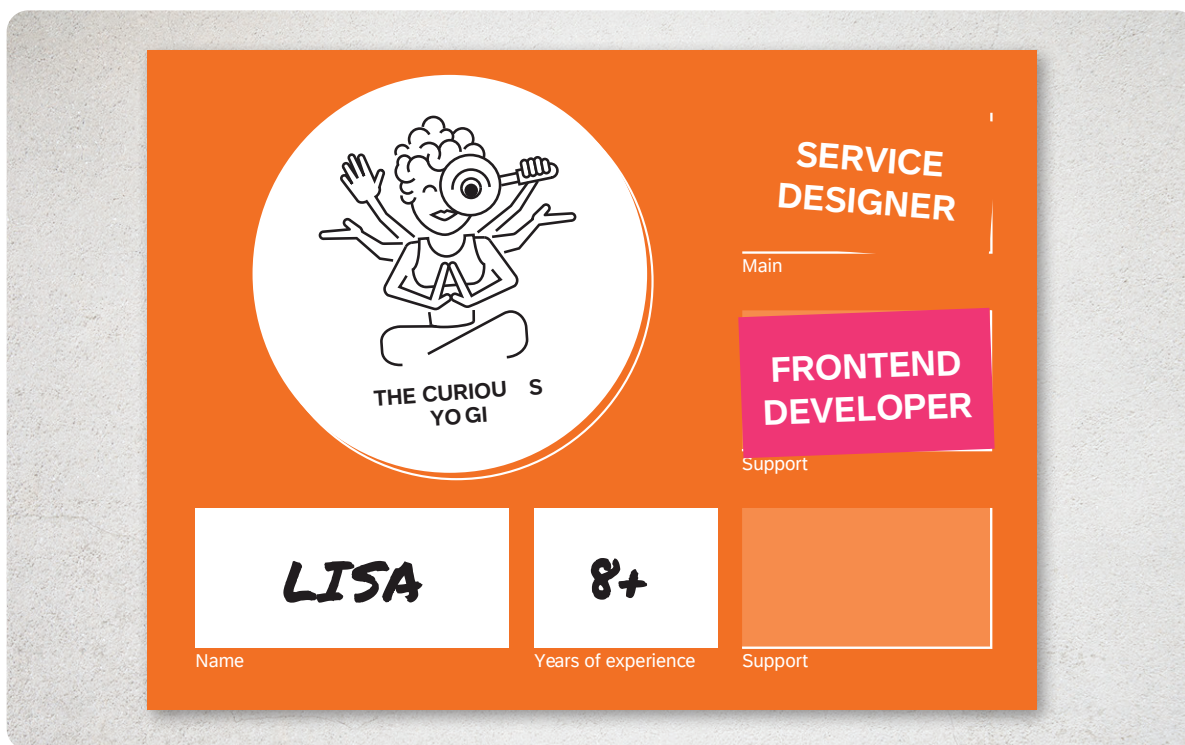 SERVICE
DESIGNER
Main
FRONTEND
DEVELOPER
Support
THE CURIOU S
YO GI
LISA
Name
8+
Years of experience
Support